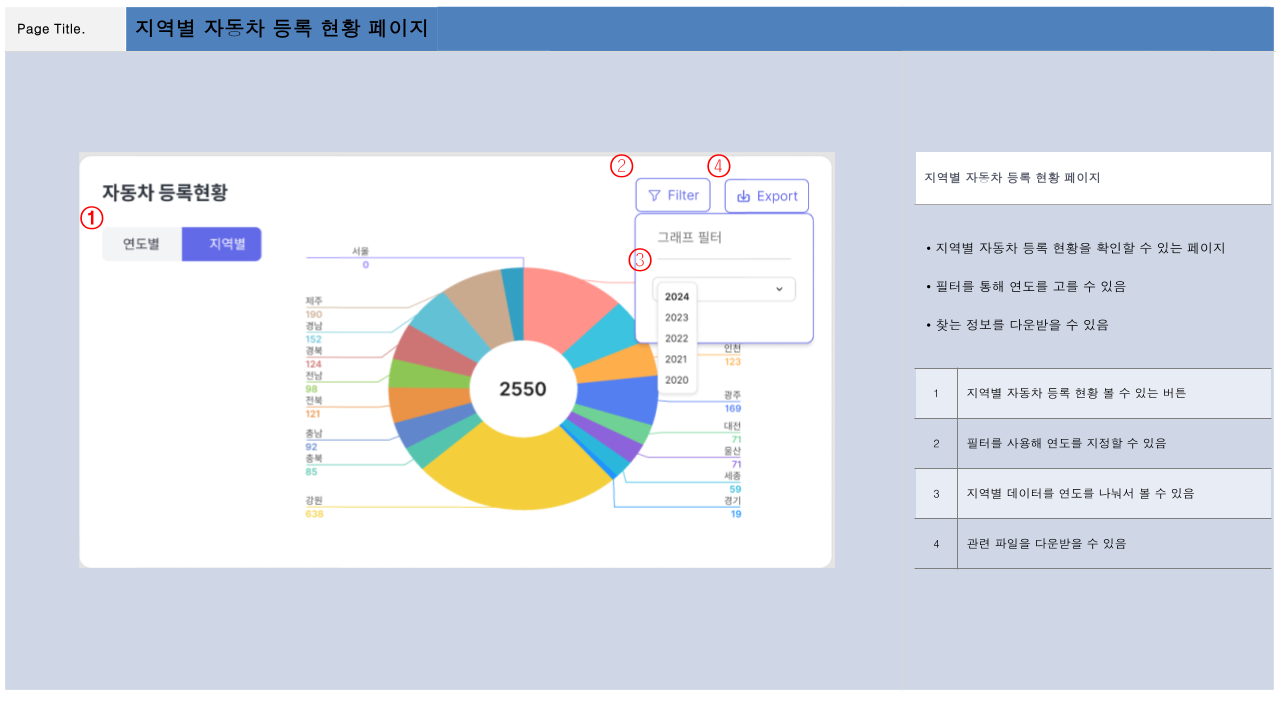 Page Title.
지역별 자동차 등록 현황 페이지
자동차 등록현황
①
연도별
지역별
②
Filter
④
Export
그래프 필터
③
2024
2023
2022
2021
2020
서울
0
제주
190
경남
152
경북
124
전남
98
전북
121
충남
92
충북
85
강원
638
2550
인천
123
광주
169
대전
71
울산
71
세종
59
경기
19
지역별 자동차 등록 현황 페이지
• 지역별 자동차 등록 현황을 확인할 수 있는 페이지
• 필터를 통해 연도를 고를 수 있음
• 찾는 정보를 다운받을 수 있음
1 지역별 자동차 등록 현황 볼 수 있는 버튼
2 필터를 사용해 연도를 지정할 수 있음
3 지역별 데이터를 연도를 나눠서 볼 수 있음
4 관련 파일을 다운받을 수 있음